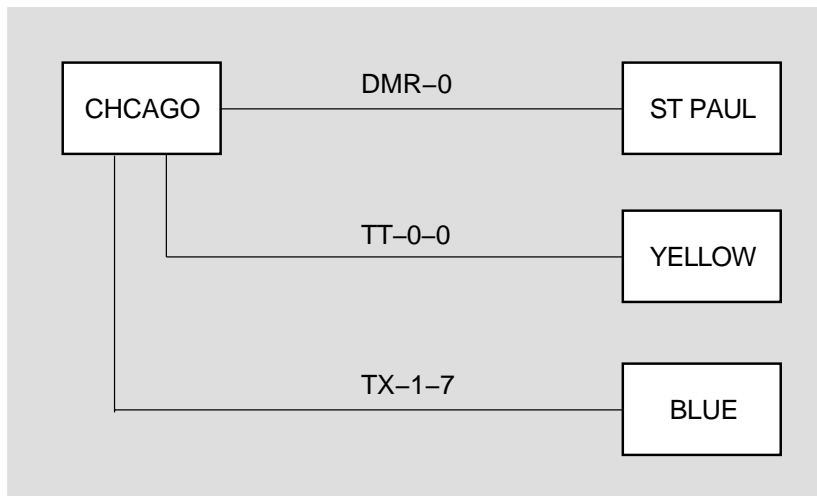 DMR–0
CHCAGO
ST PAUL
TT–0–0
YELLOW
TX–1–7
BLUE